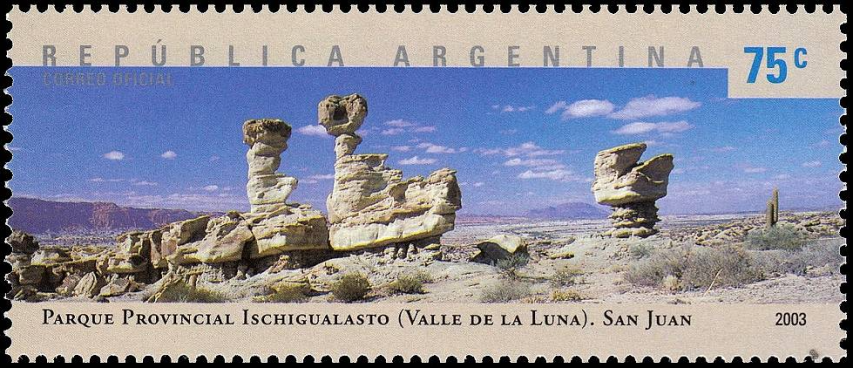 REPÚBLICA ARGENTINA
75c
CORREO OFICIAL
PARQUE PROVINCIAL ISCHIGUALASTO (VALLE DE LA LUNA). SAN JUAN 2003